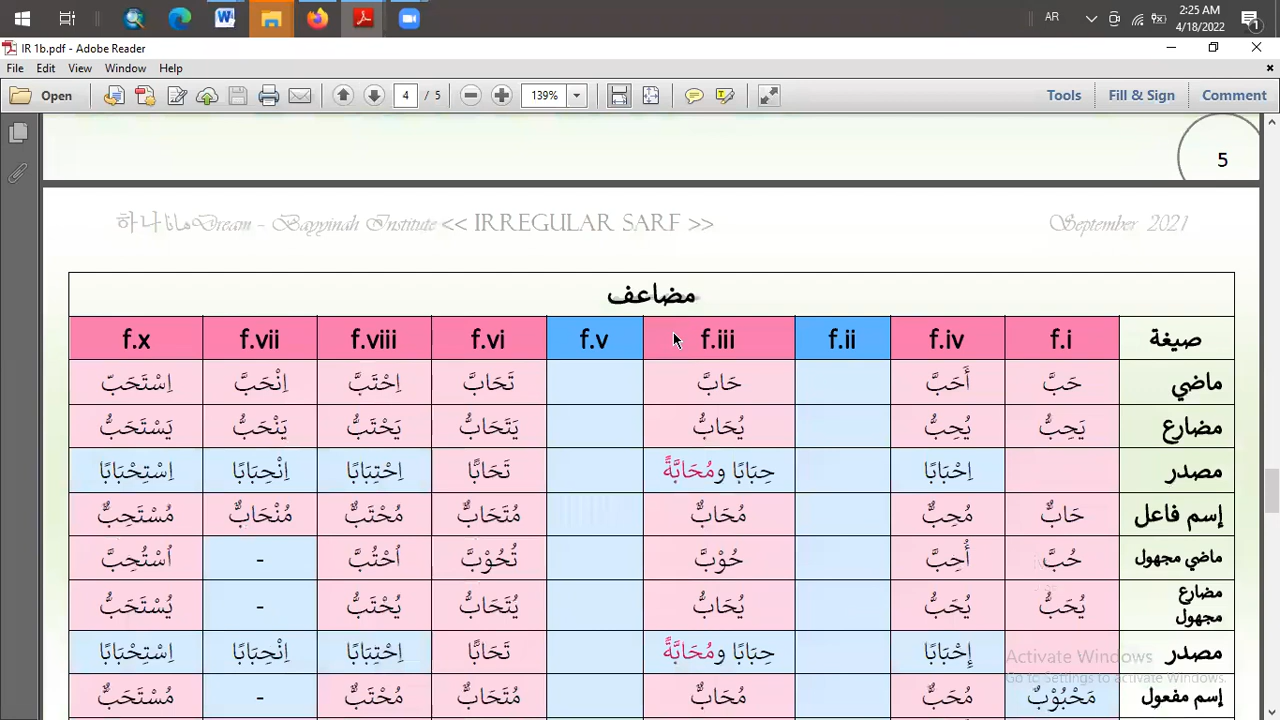 AR
2:25 AM
4/18/2022
1
IR 1b.pdf - Adobe Reader
File Edit View Window Help
Open 4 / 5 139% Tools Fill & Sign Comment
5
하나هاناDream – Bayyinah Institute << IRREGULAR SARF >> September 2021
مضاعف
صيغة f.i f.iv f.ii f.iii f.v f.vi f.viii f.vii f.x
ماضي حَبَّ أَحَبَّ حَابَّ تَحَابَّ اِحْتَبَّ اِنْحَبَّ اِسْتَحَبّ
مضارع يَحِبُّ يُحِبُّ يُحَابُّ يَتَحَابُّ يَحْتَبُّ يَنْحَبُّ يَسْتَحَبُّ
مصدر اِحْبَابًا حِبَابًا ومُحَابَّةً تَحَابًّا اِحْتِبَابًا اِنْحِبَابًا اِسْتِحْبَابًا
إسم فاعل حَابٌّ مُحِبٌّ مُحَابٌّ مُتَحَابٌّ مُحْتَبٌّ مُنْحَابٌّ مُسْتَحِبٌّ
ماضي مجهول حُبَّ أُحِبَّ حُوْبَّ تُحُوْبَّ اُحْتُبَّ - اُسْتُحِبَّ
مضارع مجهول يُحَبُّ يُحَبُّ يُحَابُّ يُتَحَابُّ يُحْتَبُّ - يُسْتَحَبُّ
مصدر إِحْبَابًا حِبَابًا ومُحَابَّةً تَحَابًّا اِحْتِبَابًا اِنْحِبَابًا اِسْتِحْبَابًا
إسم مفعول مَحْبُوْبٌ مُحَبٌّ مُحَابٌّ مُتَحَابٌّ مُحْتَبٌّ - مُسْتَحَبٌّ
Activate Windows
Go to Settings to activate Windows.